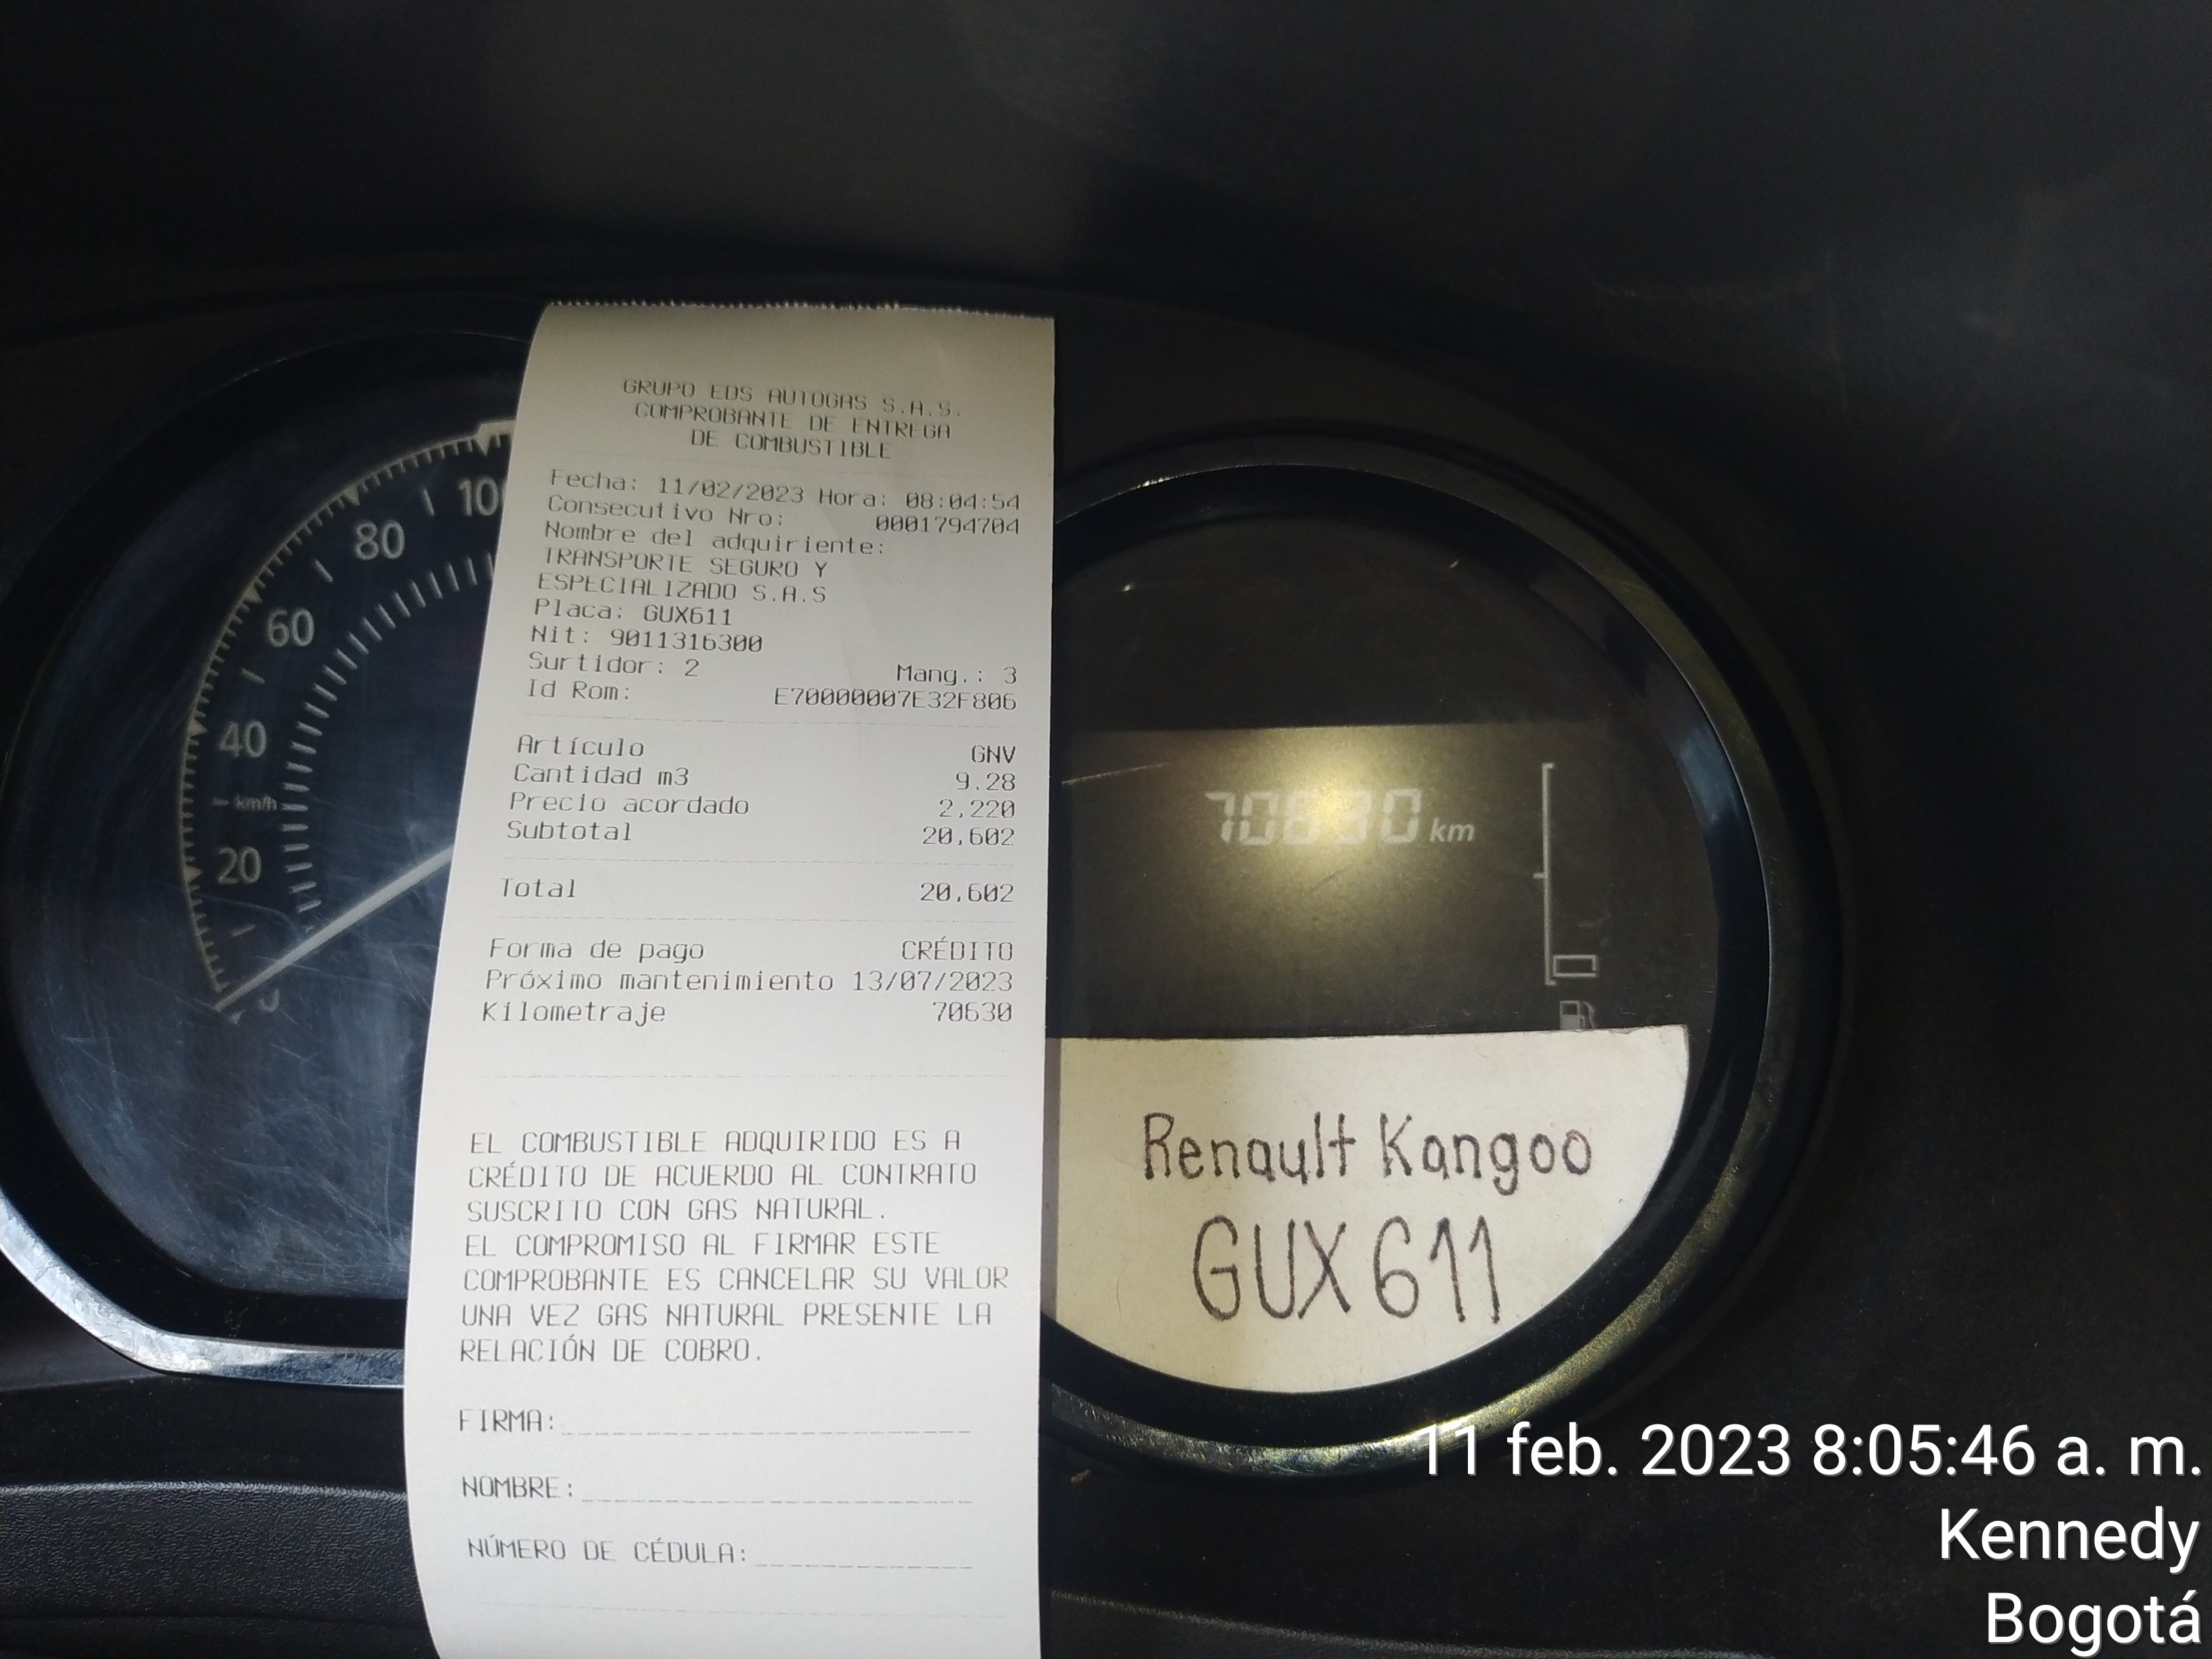 GRUPO EDS AUTOGAS S.A.S.
COMPROBANTE DE ENTREGA
DE COMBUSTIBLE
Fecha: 11/02/2023 Hora: 08:04:54
Consecutivo Nro: 0001794704
Nombre del adquiriente:
TRANSPORTE SEGURO Y
ESPECIALIZADO S.A.S
Placa: GUX611
Nit: 9011316300
Surtidor: 2 Mang.: 3
Id Rom: E70000007E32F806
Artículo GNV
Cantidad m3 9.28
Precio acordado 2,220
Subtotal 20,602
Total 20,602
Forma de pago CRÉDITO
Próximo mantenimiento 13/07/2023
Kilometraje 70630
EL COMBUSTIBLE ADQUIRIDO ES A
CRÉDITO DE ACUERDO AL CONTRATO
SUSCRITO CON GAS NATURAL.
EL COMPROMISO AL FIRMAR ESTE
COMPROBANTE ES CANCELAR SU VALOR
UNA VEZ GAS NATURAL PRESENTE LA
RELACIÓN DE COBRO.
FIRMA:
NOMBRE:
NÚMERO DE CÉDULA:
80
60
40
km/h
20
70630 km
Renault Kangoo
GUX 611
11 feb. 2023 8:05:46 a. m.
Kennedy
Bogotá